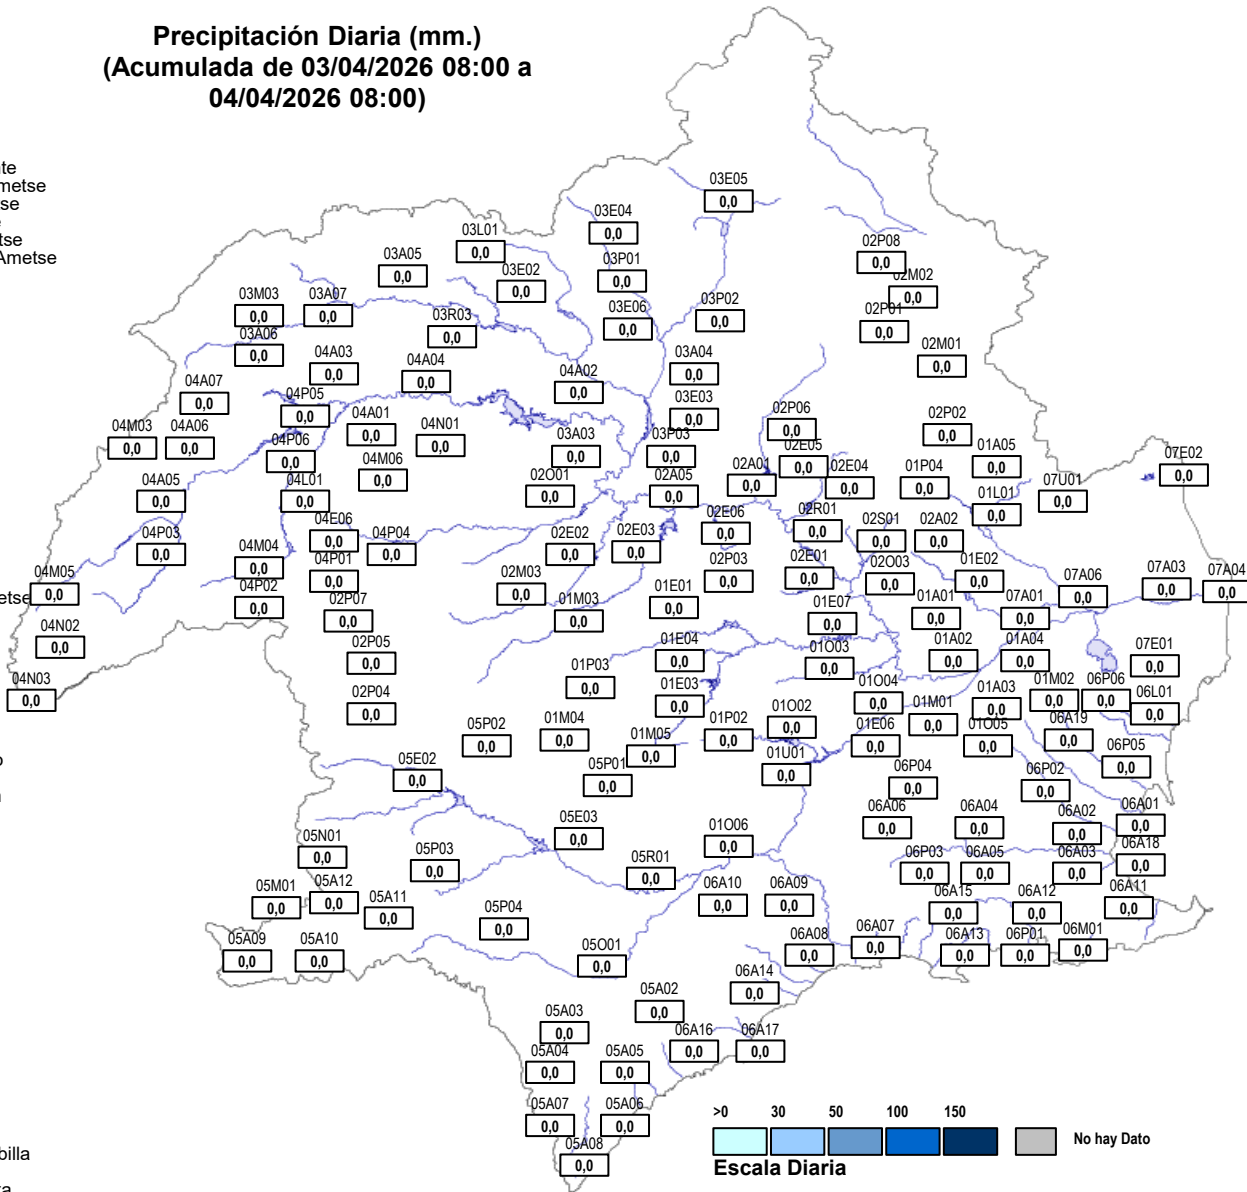 Precipitación Diaria (mm.)
(Acumulada de 03/04/2026 08:00 a
04/04/2026 08:00)
03E05
0,0
03E04
0,0
03L01
0,0
03A05
0,0
03P01
0,0
03E02
0,0
02P08
0,0
02M02
0,0
03M03
0,0
03A07
0,0
03R03
0,0
03E06
0,0
03P02
0,0
02P01
0,0
03A06
0,0
04A03
0,0
04A04
0,0
04A02
0,0
03A04
0,0
02M01
0,0
04A07
0,0
04P05
0,0
03E03
0,0
04M03
0,0
04A06
0,0
04A01
0,0
04N01
0,0
03A03
0,0
03P03
0,0
02P06
0,0
02P02
0,0
04P06
0,0
04M06
0,0
02E05
0,0
01A05
0,0
07E02
0,0
04A05
0,0
04L01
0,0
02O01
0,0
02A05
0,0
02A01
0,0
02E04
0,0
01P04
0,0
01L01
0,0
07U01
0,0
04P03
0,0
04E06
0,0
04P04
0,0
02E02
0,0
02E03
0,0
02E06
0,0
02R01
0,0
02S01
0,0
02A02
0,0
04M05
0,0
04M04
0,0
04P01
0,0
02M03
0,0
02P03
0,0
02E01
0,0
02O03
0,0
01E02
0,0
07A06
0,0
07A03
0,0
07A04
0,0
04P02
0,0
02P07
0,0
01M03
0,0
01E01
0,0
01E07
0,0
01A01
0,0
07A01
0,0
04N02
0,0
02P05
0,0
01E04
0,0
01O03
0,0
01A02
0,0
01A04
0,0
07E01
0,0
04N03
0,0
02P04
0,0
01P03
0,0
01E03
0,0
01O04
0,0
01M01
0,0
01A03
0,0
01M02
0,0
06P06
0,0
06L01
0,0
05P02
0,0
01M04
0,0
01M05
0,0
01P02
0,0
01O02
0,0
01E06
0,0
01O05
0,0
06A19
0,0
05E02
0,0
05P01
0,0
01U01
0,0
06P04
0,0
06P02
0,0
06P05
0,0
05E03
0,0
01O06
0,0
06A06
0,0
06A04
0,0
06A02
0,0
06A01
0,0
05N01
0,0
05P03
0,0
05R01
0,0
06P03
0,0
06A05
0,0
06A03
0,0
06A18
0,0
05M01
0,0
05A12
0,0
05A11
0,0
05P04
0,0
06A10
0,0
06A09
0,0
06A15
0,0
06A12
0,0
06A11
0,0
05A09
0,0
05A10
0,0
05O01
0,0
06A08
0,0
06A07
0,0
06A13
0,0
06P01
0,0
06M01
0,0
05A02
0,0
06A14
0,0
05A03
0,0
06A16
0,0
06A17
0,0
05A04
0,0
05A05
0,0
05A07
0,0
05A06
0,0
05A08
0,0
>0 30 50 100 150
No hay Dato
Escala Diaria